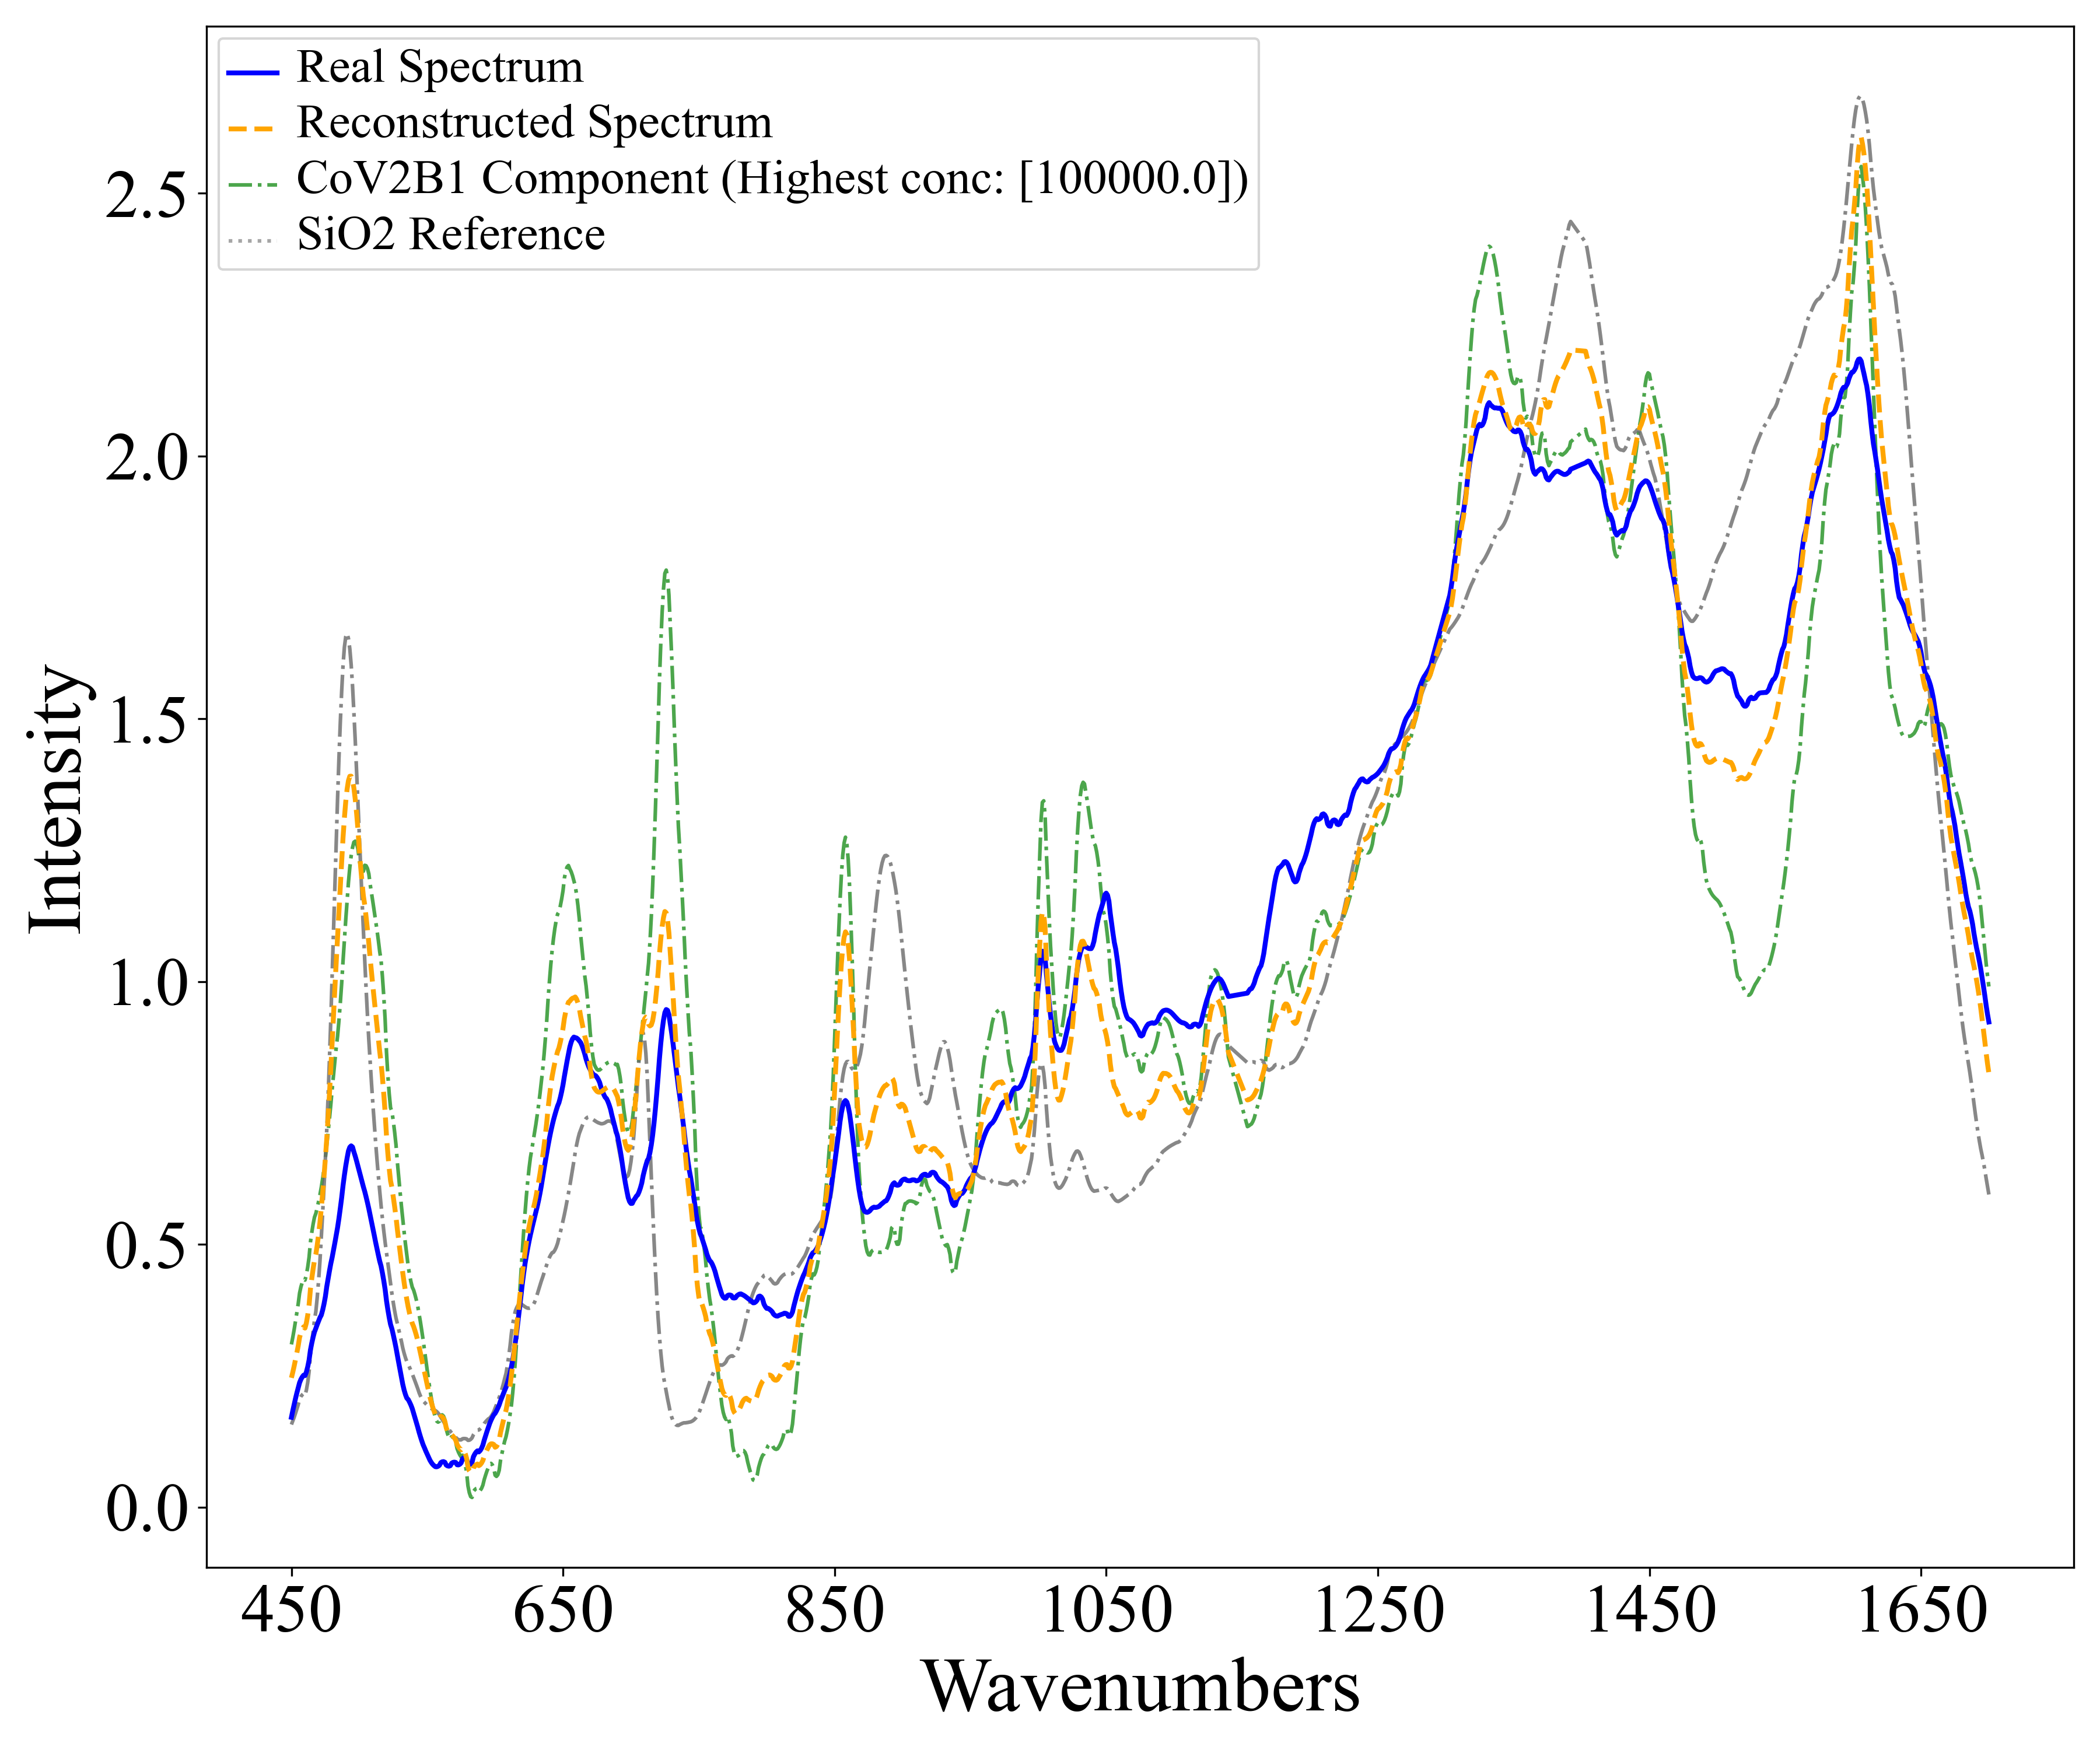 Real Spectrum
Reconstructed Spectrum
CoV2B1 Component (Highest conc: [100000.0])
SiO2 Reference
Intensity
2.5
2.0
1.5
1.0
0.5
0.0
450 650 850 1050 1250 1450 1650
Wavenumbers